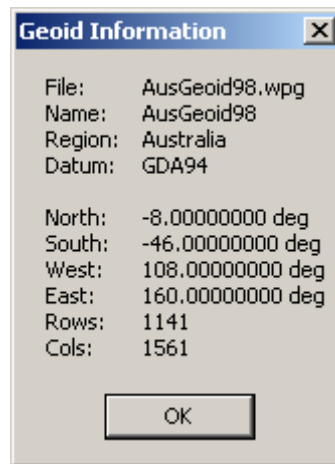 Geoid Information
File: AusGeoid98.wpg
Name: AusGeoid98
Region: Australia
Datum: GDA94
North: -8.00000000 deg
South: -46.00000000 deg
West: 108.00000000 deg
East: 160.00000000 deg
Rows: 1141
Cols: 1561
OK